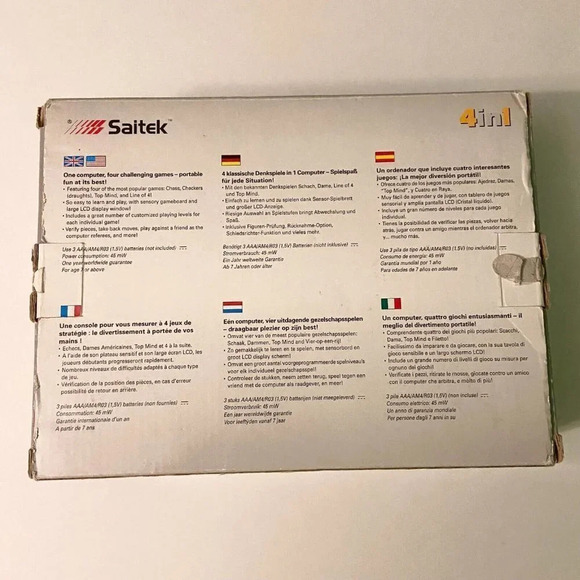 Saitek™
4in1
One computer, four challenging games – portable
fun at its best!
• Featuring four of the most popular games: Chess, Checkers
(draughts), Top Mind, and Line of 4!
• So easy to learn and play, with sensory gameboard and
large LCD display window!
• Includes a great number of customized playing levels for
each individual game!
• Verify pieces, take back moves, play against a friend as the
computer referees, and more!
Use 3 AAA/AM4/R03 (1,5V) batteries (not included)
Power consumption: 45 mW
One year worldwide guarantee
For age 7 or above
4 klassische Denkspiele in 1 Computer – Spielspaß
für jede Situation!
• Mit den bekannten Denkspielen Schach, Dame, Line of 4
und Top Mind.
• Einfach zu lernen und zu spielen dank Sensor-Spielbrett
und großer LCD-Anzeige.
• Riesige Auswahl an Spielstufen bringt Abwechslung und
Spaß.
• Inklusive Figuren-Prüfung, Rücknahme-Option,
Schiedsrichter-Funktion und vieles mehr.
Benötigt 3 AAA/AM4/R03 (1,5V) Batterien (nicht inklusive)
Stromverbrauch: 45 mW
Ein Jahr weltweite Garantie
Ab 7 Jahren oder älter
Un ordenador que incluye cuatro interesantes
juegos: ¡La mejor diversión portátil!
• Ofrece cuatro de los juegos más populares: Ajedrez, Damas,
"Top Mind", y Cuatro en Raya.
• Muy fácil de aprender y de jugar, con tablero de juegos
sensorial y amplia pantalla LCD (Cristal líquido).
• Incluye un gran número de niveles para cada juego
individual.
• Tienes la posibilidad de verificar las piezas, volver hacia
atrás, jugar contra un amigo mientras el ordenador arbitra,
y... mucho más.
Use 3 pila de tipo AAA/AM4/R03 (1,5V) (no incluidas)
Consumo de energía: 45 mW
Garantía mundial por 1 año
Para edades de 7 años en adelante
Une console pour vous mesurer à 4 jeux de
stratégie : le divertissement à portée de vos
mains !
• Echecs, Dames Américaines, Top Mind et 4 à la suite.
• A l'aide de son plateau sensitif et son large écran LCD, les
joueurs débutants progresseront rapidement.
• Nombreux niveaux de difficultés adaptés à chaque type
de jeu.
• Vérification de la position des pièces, en cas d'erreur
possibilité de retour en arrière.
3 piles AAA/AM4/R03 (1,5V) batteries (non fournies)
Consommation: 45 mW
Garantie internationale d'un an
A partir de 7 ans
Eén computer, vier uitdagende gezelschapsspelen
– draagbaar plezier op zijn best!
• Omvat vier van de meest populaire gezelschapsspelen:
Schaak, Dammen, Top Mind en Vier-op-een-rij!
• Zo gemakkelijk te leren en te spelen, met sensorbord en
groot LCD display scherm!
• Omvat een groot aantal voorgeprogrammeerde spelniveau's
voor elk individueel gezelschapsspel!
• Controleer de stukken, neem zetten terug, speel tegen een
vriend met de computer als raadgever, en meer!
3 stuks AAA/AM4/R03 (1,5V) batterijen (niet meegeleverd)
Stroomverbruik: 45 mW
Een jaar wereldwijde garantie
Voor leeftijden vanaf 7 jaar
Un computer, quattro giochi entusiasmanti – il
meglio del divertimento portatile!
• Comprendente quattro giochi dei più popolari: Scacchi,
Dama, Top Mind e Filetto!
• Facilissimo da imparare e da giocare, con la sua tavola di gioco
sensibile e un largo schermo LCD!
• Include un grande numero di livelli di giocco su misura per
ognuno dei giochi!
• Verificate i pezzi, ritirate le mosse, giocate contro un amico
con il computer che arbitra, e molto di più!
3 pile AAA/AM4/R03 (1,5V) (non incluse)
Consumo elettrico: 45 mW
Un anno di garanzia mondiale
Per persone dagli 7 anni in su